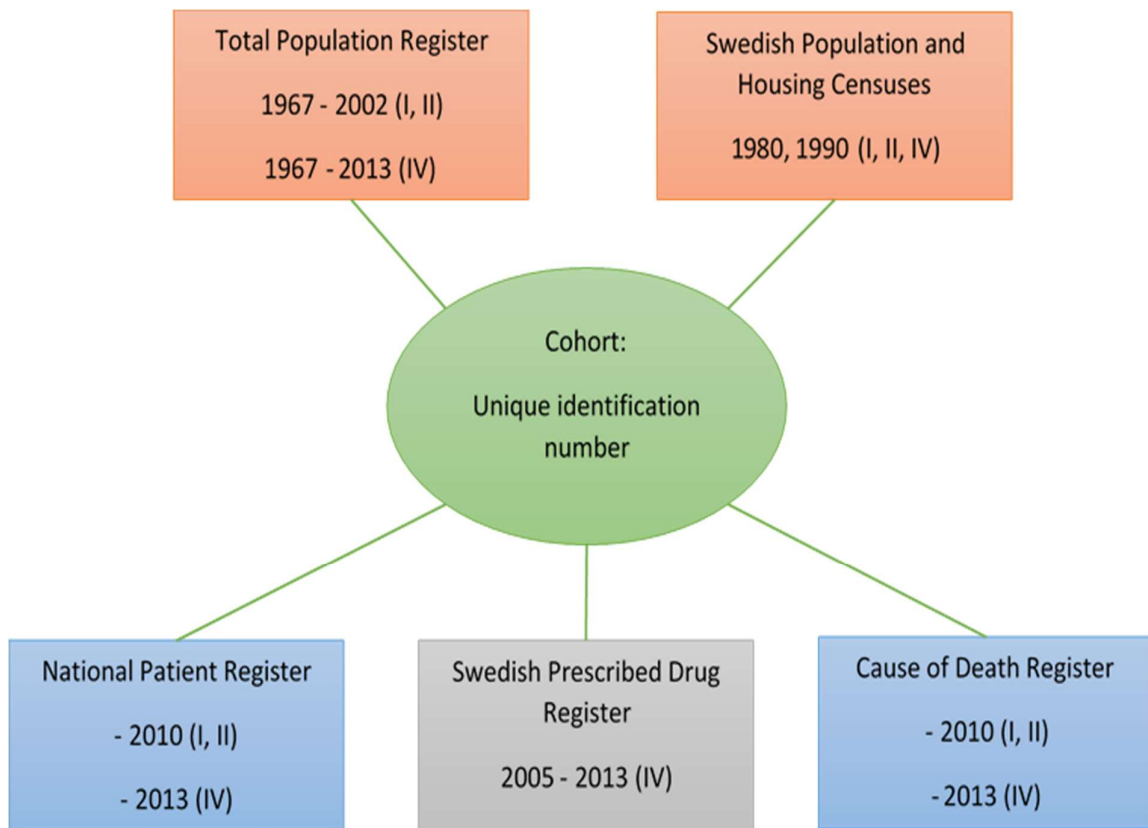 Total Population Register
1967 - 2002 (I, II)
1967 - 2013 (IV)
Swedish Population and
Housing Censuses
1980, 1990 (I, II, IV)
Cohort:
Unique identification
number
National Patient Register
- 2010 (I, II)
- 2013 (IV)
Swedish Prescribed Drug
Register
2005 - 2013 (IV)
Cause of Death Register
- 2010 (I, II)
- 2013 (IV)